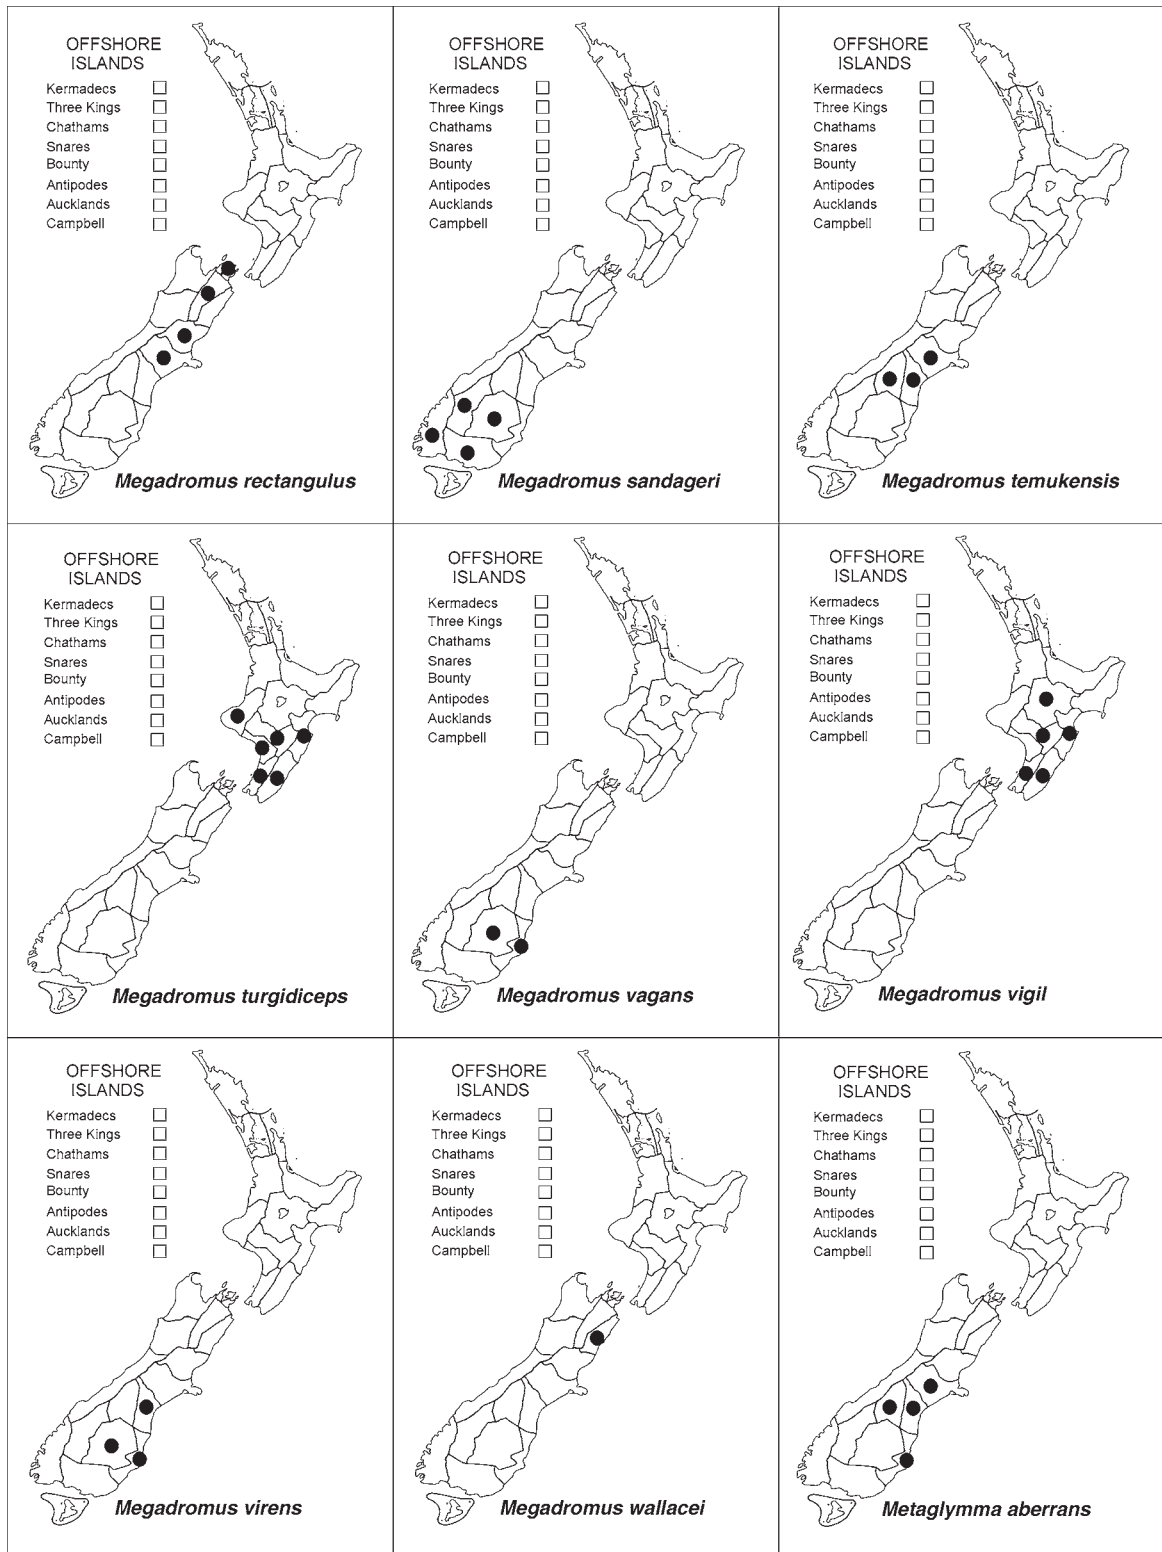 OFFSHORE
ISLANDS
Kermadecs
Three Kings
Chathams
Snares
Bounty
Antipodes
Aucklands
Campbell
Megadromus rectangulus
OFFSHORE
ISLANDS
Kermadecs
Three Kings
Chathams
Snares
Bounty
Antipodes
Aucklands
Campbell
Megadromus sandageri
OFFSHORE
ISLANDS
Kermadecs
Three Kings
Chathams
Snares
Bounty
Antipodes
Aucklands
Campbell
Megadromus temukensis
OFFSHORE
ISLANDS
Kermadecs
Three Kings
Chathams
Snares
Bounty
Antipodes
Aucklands
Campbell
Megadromus turgidiceps
OFFSHORE
ISLANDS
Kermadecs
Three Kings
Chathams
Snares
Bounty
Antipodes
Aucklands
Campbell
Megadromus vagans
OFFSHORE
ISLANDS
Kermadecs
Three Kings
Chathams
Snares
Bounty
Antipodes
Aucklands
Campbell
Megadromus vigil
OFFSHORE
ISLANDS
Kermadecs
Three Kings
Chathams
Snares
Bounty
Antipodes
Aucklands
Campbell
Megadromus virens
OFFSHORE
ISLANDS
Kermadecs
Three Kings
Chathams
Snares
Bounty
Antipodes
Aucklands
Campbell
Megadromus wallacei
OFFSHORE
ISLANDS
Kermadecs
Three Kings
Chathams
Snares
Bounty
Antipodes
Aucklands
Campbell
Metaglymma aberrans